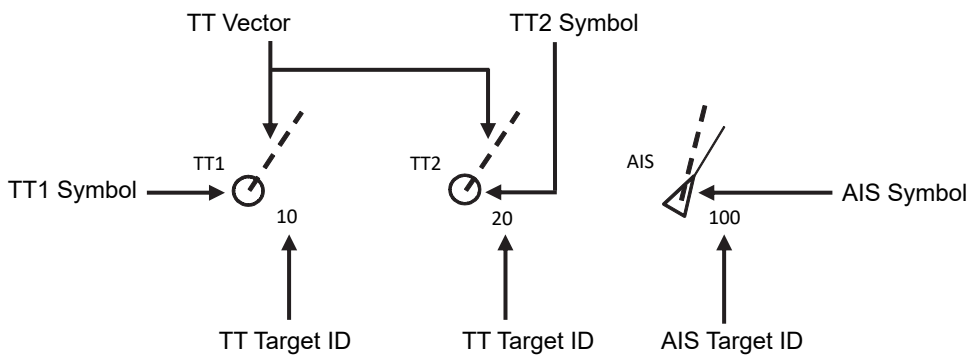 TT Vector
TT2 Symbol
TT1
TT2
AIS
TT1 Symbol
AIS Symbol
10
20
100
TT Target ID
TT Target ID
AIS Target ID